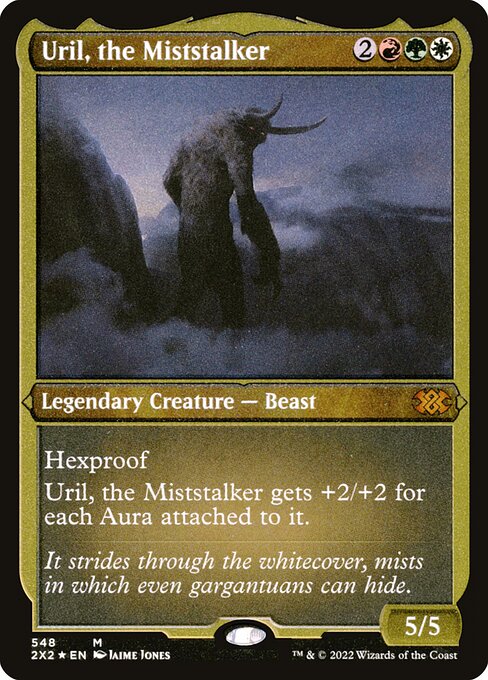 Uril, the Miststalker 2
Legendary Creature — Beast
Hexproof
Uril, the Miststalker gets +2/+2 for
each Aura attached to it.
It strides through the whitecover, mists
in which even gargantuans can hide.
5/5
548 M
2X2 ★ EN Jaime Jones
™ & © 2022 Wizards of the Coast